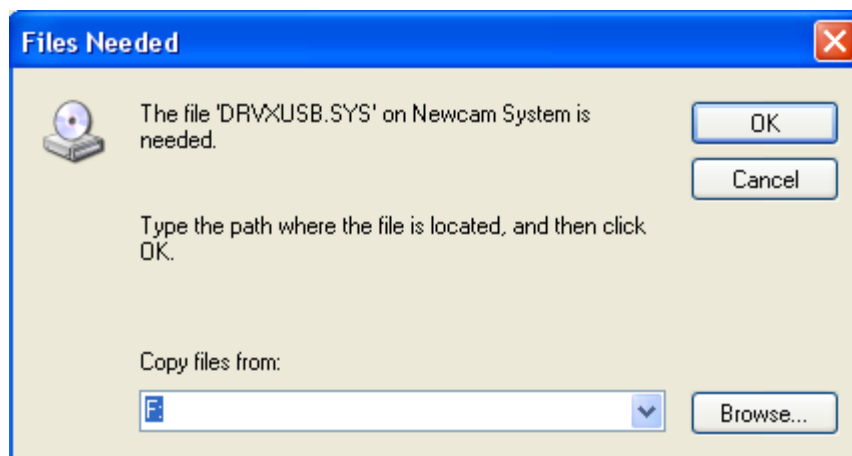 Files Needed
The file 'DRVXUSB.SYS' on Newcam System is
needed.
OK
Cancel
Type the path where the file is located, and then click
OK.
Copy files from:
F:
Browse...